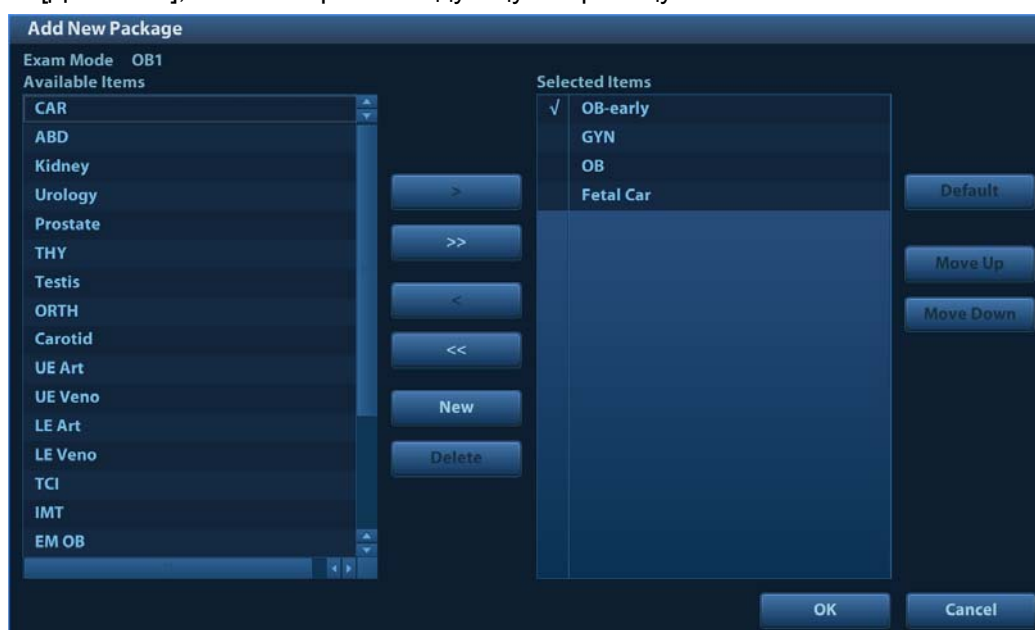 Add New Package
Exam Mode OB1
Available Items
Selected Items
CAR
ABD
Kidney
Urology
Prostate
THY
Testis
ORTH
Carotid
UE Art
UE Veno
LE Art
LE Veno
TCI
IMT
EM OB
>
>>
<
<<
New
Delete
√ OB-early
GYN
OB
Fetal Car
Default
Move Up
Move Down
OK
Cancel